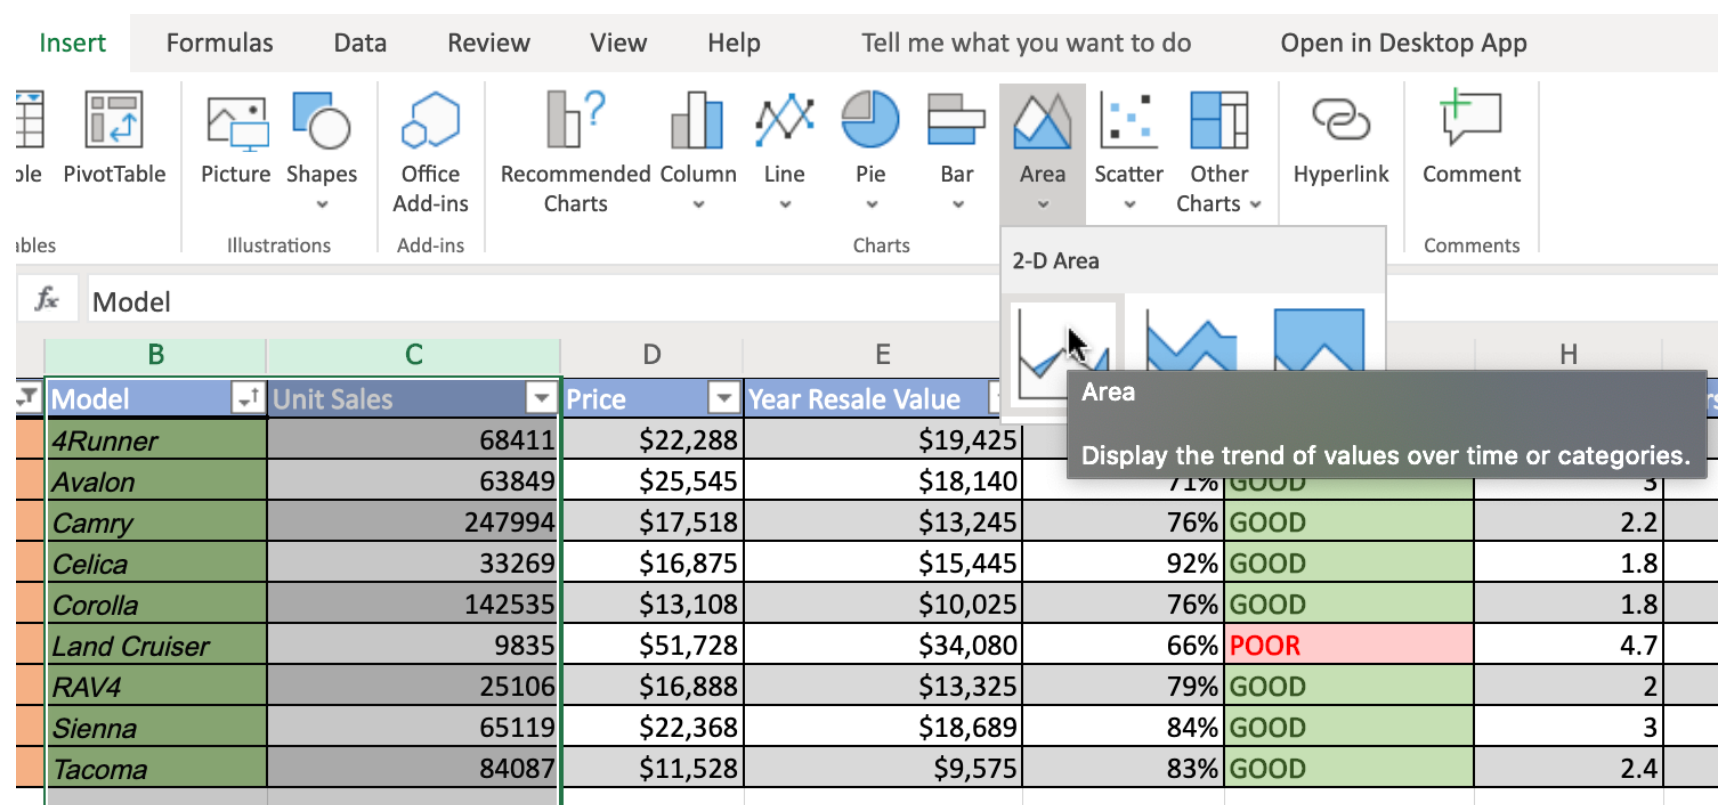 Insert Formulas Data Review View Help Tell me what you want to do Open in Desktop App
PivotTable Picture Shapes Office Add-ins Recommended Charts Column Line Pie Bar Area Scatter Other Charts Hyperlink Comment
Illustrations Add-ins Charts Comments
2-D Area
fx Model
B C D E H
Model Unit Sales Price Year Resale Value
Area
Display the trend of values over time or categories.
4Runner 68411 $22,288 $19,425
Avalon 63849 $25,545 $18,140 71% GOOD 3
Camry 247994 $17,518 $13,245 76% GOOD 2.2
Celica 33269 $16,875 $15,445 92% GOOD 1.8
Corolla 142535 $13,108 $10,025 76% GOOD 1.8
Land Cruiser 9835 $51,728 $34,080 66% POOR 4.7
RAV4 25106 $16,888 $13,325 79% GOOD 2
Sienna 65119 $22,368 $18,689 84% GOOD 3
Tacoma 84087 $11,528 $9,575 83% GOOD 2.4